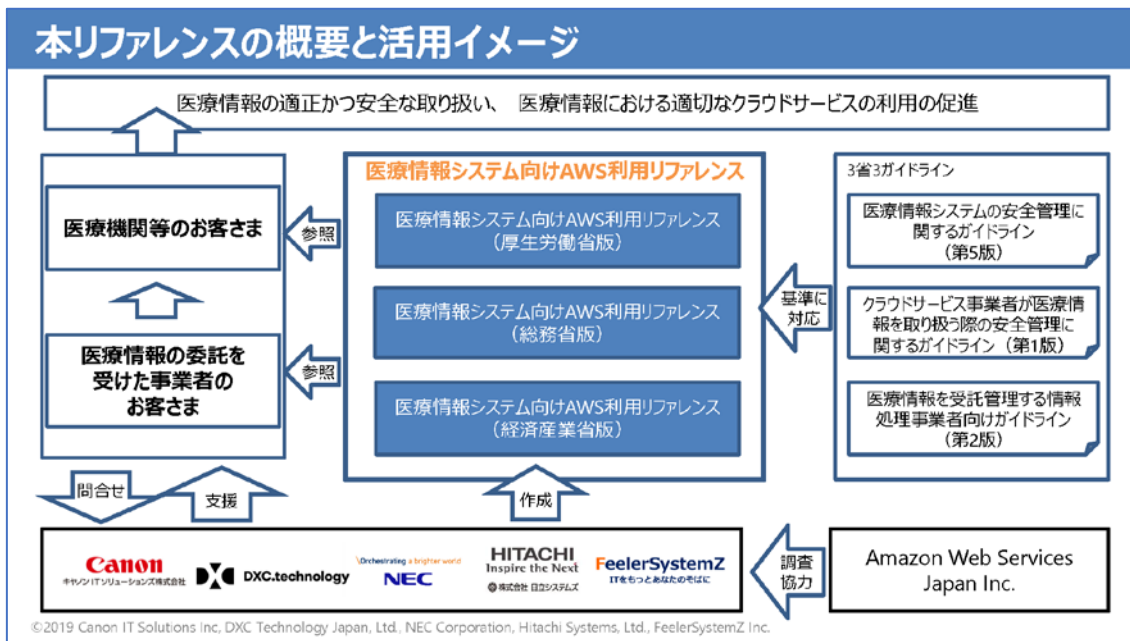 本リファレンスの概要と活用イメージ
医療情報の適正かつ安全な取り扱い、 医療情報における適切なクラウドサービスの利用の促進
医療機関等のお客さま
医療情報の委託を
受けた事業者の
お客さま
参照
参照
医療情報システム向けAWS利用リファレンス
医療情報システム向けAWS利用リファレンス
（厚生労働省版）
医療情報システム向けAWS利用リファレンス
（総務省版）
医療情報システム向けAWS利用リファレンス
（経済産業省版）
基準に
対応
3省3ガイドライン
医療情報システムの安全管理に
関するガイドライン
（第5版）
クラウドサービス事業者が医療情
報を取り扱う際の安全管理に
関するガイドライン（第1版）
医療情報を受託管理する情報
処理事業者向けガイドライン
（第2版）
問合せ
支援
作成
Canon
キヤノンITソリューションズ株式会社
DXC.technology
Orchestrating a brighter world
NEC
HITACHI
Inspire the Next
株式会社 日立システムズ
FeelerSystemZ
ITをもっとあなたのそばに
調査
協力
Amazon Web Services
Japan Inc.
©2019 Canon IT Solutions Inc, DXC Technology Japan, Ltd., NEC Corporation, Hitachi Systems, Ltd., FeelerSystemZ Inc.